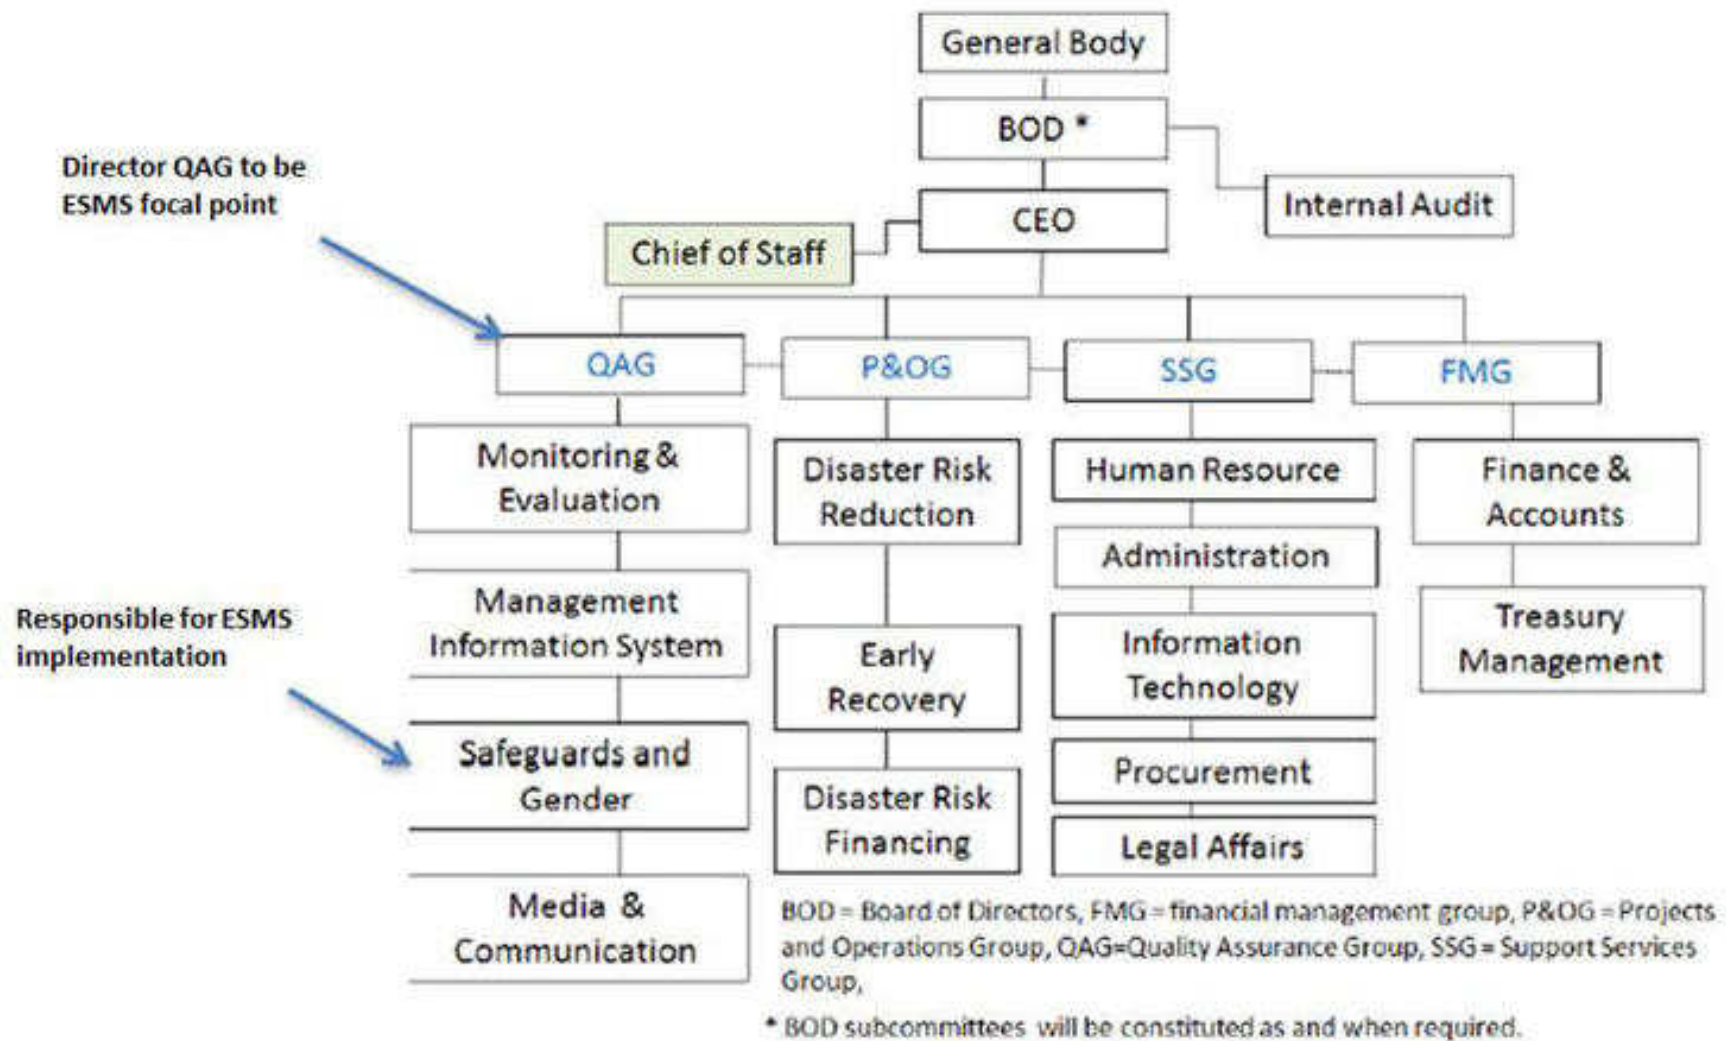 General Body
BOD *
Director QAG to be
ESMS focal point
Internal Audit
CEO
Chief of Staff
QAG
P&OG
SSG
FMG
Monitoring &
Evaluation
Management
Information System
Responsible for ESMS
implementation
Safeguards and
Gender
Media &
Communication
Disaster Risk
Reduction
Early
Recovery
Disaster Risk
Financing
Human Resource
Administration
Information
Technology
Procurement
Legal Affairs
Finance &
Accounts
Treasury
Management
BOD = Board of Directors, FMG = financial management group, P&OG = Projects
and Operations Group, QAG=Quality Assurance Group, SSG = Support Services
Group,
* BOD subcommittees will be constituted as and when required.